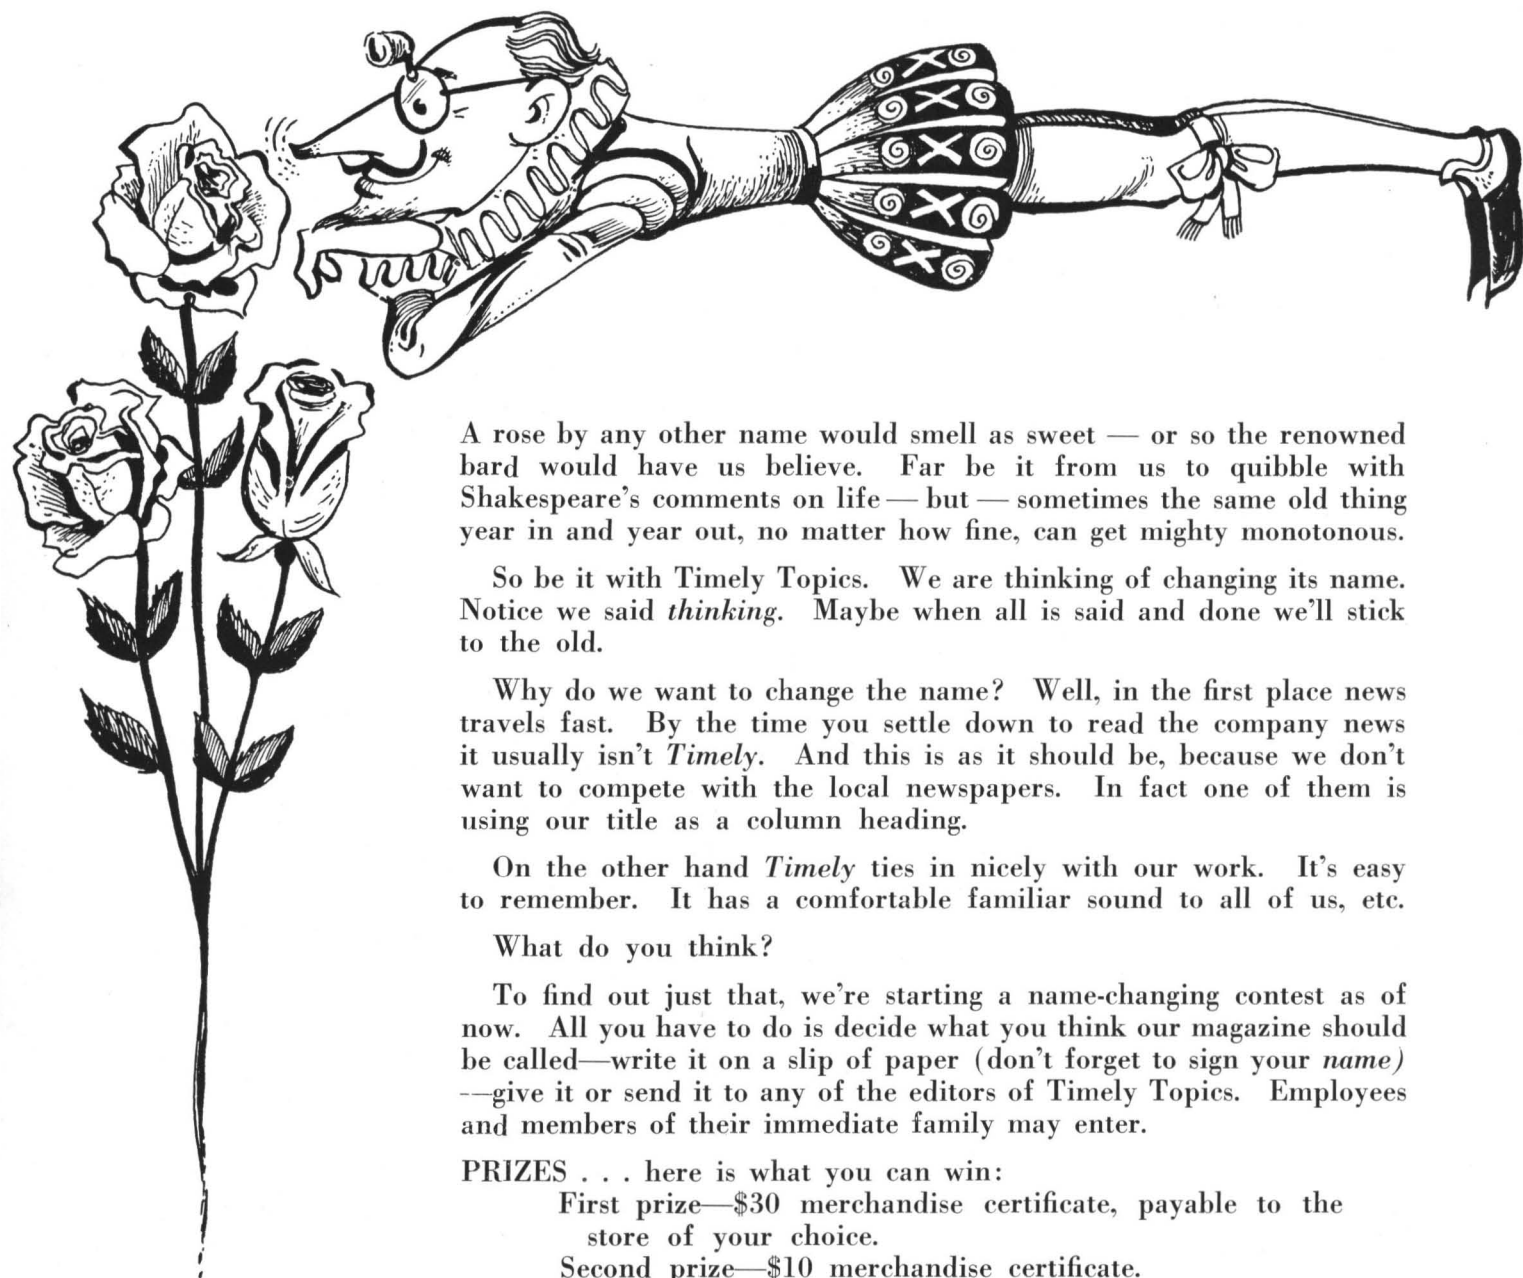 A rose by any other name would smell as sweet — or so the renowned
bard would have us believe. Far be it from us to quibble with
Shakespeare's comments on life — but — sometimes the same old thing
year in and year out, no matter how fine, can get mighty monotonous.
So be it with Timely Topics. We are thinking of changing its name.
Notice we said thinking. Maybe when all is said and done we'll stick
to the old.
Why do we want to change the name? Well, in the first place news
travels fast. By the time you settle down to read the company news
it usually isn't Timely. And this is as it should be, because we don't
want to compete with the local newspapers. In fact one of them is
using our title as a column heading.
On the other hand Timely ties in nicely with our work. It's easy
to remember. It has a comfortable familiar sound to all of us, etc.
What do you think?
To find out just that, we're starting a name-changing contest as of
now. All you have to do is decide what you think our magazine should
be called—write it on a slip of paper (don't forget to sign your name)
—give it or send it to any of the editors of Timely Topics. Employees
and members of their immediate family may enter.
PRIZES . . . here is what you can win:
First prize—$30 merchandise certificate, payable to the
store of your choice.
Second prize—$10 merchandise certificate.